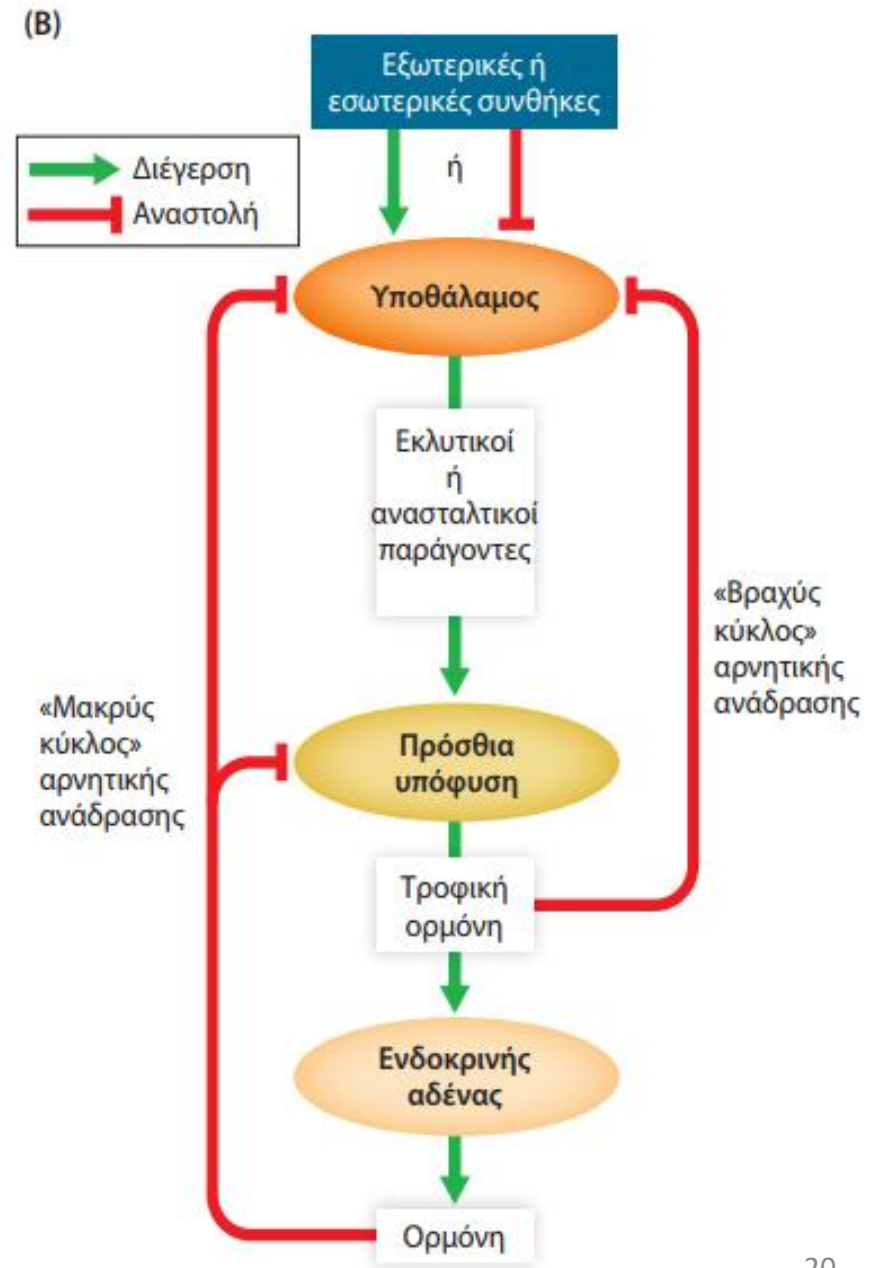 (B)
Εξωτερικές ή
εσωτερικές συνθήκες
Διέγερση
Αναστολή
ή
Υποθάλαμος
Εκλυτικοί
ή
ανασταλτικοί
παράγοντες
«Βραχύς
κύκλος»
αρνητικής
ανάδρασης
«Μακρύς
κύκλος»
αρνητικής
ανάδρασης
Πρόσθια
υπόφυση
Τροφική
ορμόνη
Ενδοκρινής
αδένας
Ορμόνη
20